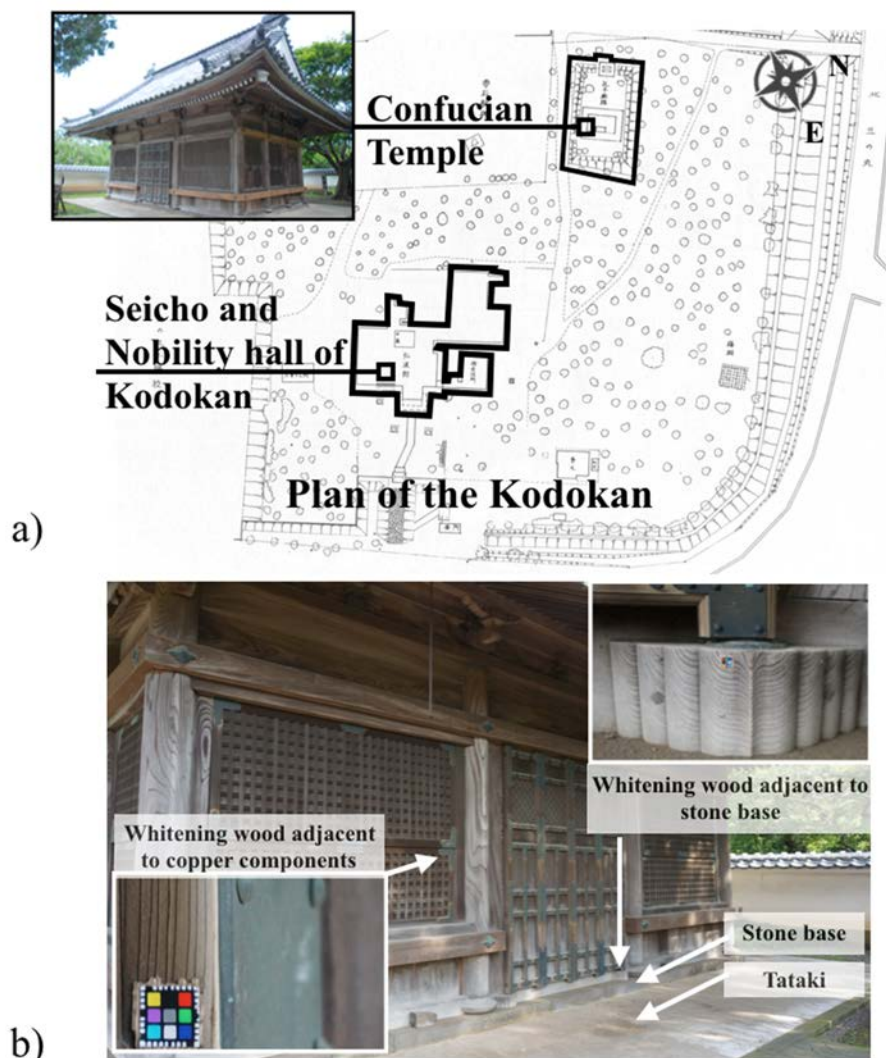 Confucian
Temple
N
E
Seicho and
Nobility hall of
Kodokan
Plan of the Kodokan
a)
Whitening wood adjacent to
stone base
Whitening wood adjacent
to copper components
Stone base
Tataki
b)